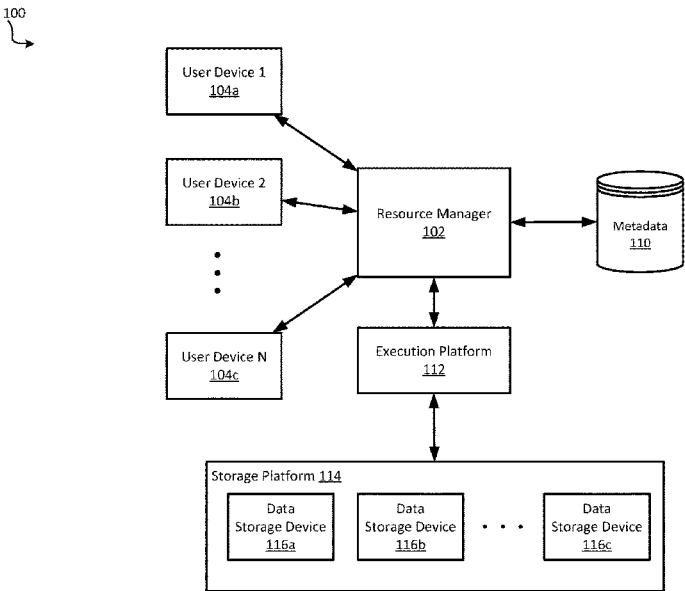 100
User Device 1
104a
User Device 2
104b
User Device N
104c
Resource Manager
102
Metadata
110
Execution Platform
112
Storage Platform 114
Data
Storage Device
116a
Data
Storage Device
116b
Data
Storage Device
116c